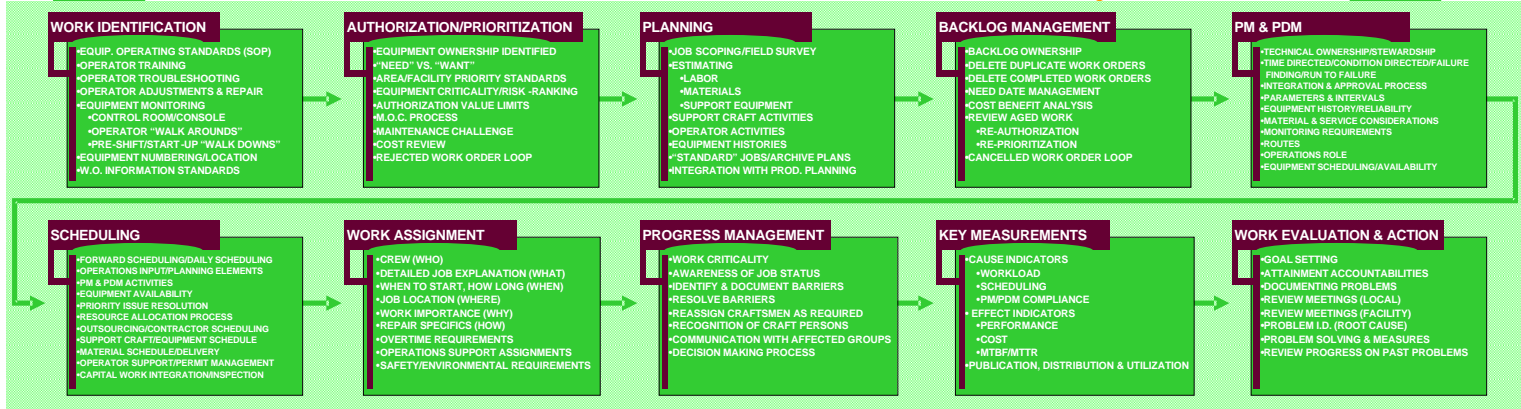 WORK IDENTIFICATION
•EQUIP. OPERATING STANDARDS (SOP)
•OPERATOR TRAINING
•OPERATOR TROUBLESHOOTING
•OPERATOR ADJUSTMENTS & REPAIR
•EQUIPMENT MONITORING
•CONTROL ROOM/CONSOLE
•OPERATOR “WALK AROUNDS”
•PRE-SHIFT/START-UP “WALK DOWNS”
•EQUIPMENT NUMBERING/LOCATION
•W.O. INFORMATION STANDARDS
AUTHORIZATION/PRIORITIZATION
•EQUIPMENT OWNERSHIP IDENTIFIED
•“NEED” VS. “WANT”
•AREA/FACILITY PRIORITY STANDARDS
•EQUIPMENT CRITICALITY/RISK -RANKING
•AUTHORIZATION VALUE LIMITS
•M.O.C. PROCESS
•MAINTENANCE CHALLENGE
•COST REVIEW
•REJECTED WORK ORDER LOOP
PLANNING
•JOB SCOPING/FIELD SURVEY
•ESTIMATING
•LABOR
•MATERIALS
•SUPPORT EQUIPMENT
•SUPPORT CRAFT ACTIVITIES
•OPERATOR ACTIVITIES
•EQUIPMENT HISTORIES
•“STANDARD” JOBS/ARCHIVE PLANS
•INTEGRATION WITH PROD. PLANNING
BACKLOG MANAGEMENT
•BACKLOG OWNERSHIP
•DELETE DUPLICATE WORK ORDERS
•DELETE COMPLETED WORK ORDERS
•NEED DATE MANAGEMENT
•COST BENEFIT ANALYSIS
•REVIEW AGED WORK
•RE-AUTHORIZATION
•RE-PRIORITIZATION
•CANCELLED WORK ORDER LOOP
PM & PDM
•TECHNICAL OWNERSHIP/STEWARDSHIP
•TIME DIRECTED/CONDITION DIRECTED/FAILURE
FINDING/RUN TO FAILURE
•INTEGRATION & APPROVAL PROCESS
•PARAMETERS & INTERVALS
•EQUIPMENT HISTORY/RELIABILITY
•MATERIAL & SERVICE CONSIDERATIONS
•MONITORING REQUIREMENTS
•ROUTES
•OPERATIONS ROLE
•EQUIPMENT SCHEDULING/AVAILABILITY
SCHEDULING
•FORWARD SCHEDULING/DAILY SCHEDULING
•OPERATIONS INPUT/PLANNING ELEMENTS
•PM & PDM ACTIVITIES
•EQUIPMENT AVAILABILITY
•PRIORITY ISSUE RESOLUTION
•RESOURCE ALLOCATION PROCESS
•OUTSOURCING/CONTRACTOR SCHEDULING
•SUPPORT CRAFT/EQUIPMENT SCHEDULE
•MATERIAL SCHEDULE/DELIVERY
•OPERATOR SUPPORT/PERMIT MANAGEMENT
•CAPITAL WORK INTEGRATION/INSPECTION
WORK ASSIGNMENT
•CREW (WHO)
•DETAILED JOB EXPLANATION (WHAT)
•WHEN TO START, HOW LONG (WHEN)
•JOB LOCATION (WHERE)
•WORK IMPORTANCE (WHY)
•REPAIR SPECIFICS (HOW)
•OVERTIME REQUIREMENTS
•OPERATIONS SUPPORT ASSIGNMENTS
•SAFETY/ENVIRONMENTAL REQUIREMENTS
PROGRESS MANAGEMENT
•WORK CRITICALITY
•AWARENESS OF JOB STATUS
•IDENTIFY & DOCUMENT BARRIERS
•RESOLVE BARRIERS
•REASSIGN CRAFTSMEN AS REQUIRED
•RECOGNITION OF CRAFT PERSONS
•COMMUNICATION WITH AFFECTED GROUPS
•DECISION MAKING PROCESS
KEY MEASUREMENTS
•CAUSE INDICATORS
•WORKLOAD
•SCHEDULING
•PM/PDM COMPLIANCE
• EFFECT INDICATORS
•PERFORMANCE
•COST
•MTBF/MTTR
•PUBLICATION, DISTRIBUTION & UTILIZATION
WORK EVALUATION & ACTION
•GOAL SETTING
•ATTAINMENT ACCOUNTABILITIES
•DOCUMENTING PROBLEMS
•REVIEW MEETINGS (LOCAL)
•REVIEW MEETINGS (FACILITY)
•PROBLEM I.D. (ROOT CAUSE)
•PROBLEM SOLVING & MEASURES
•REVIEW PROGRESS ON PAST PROBLEMS